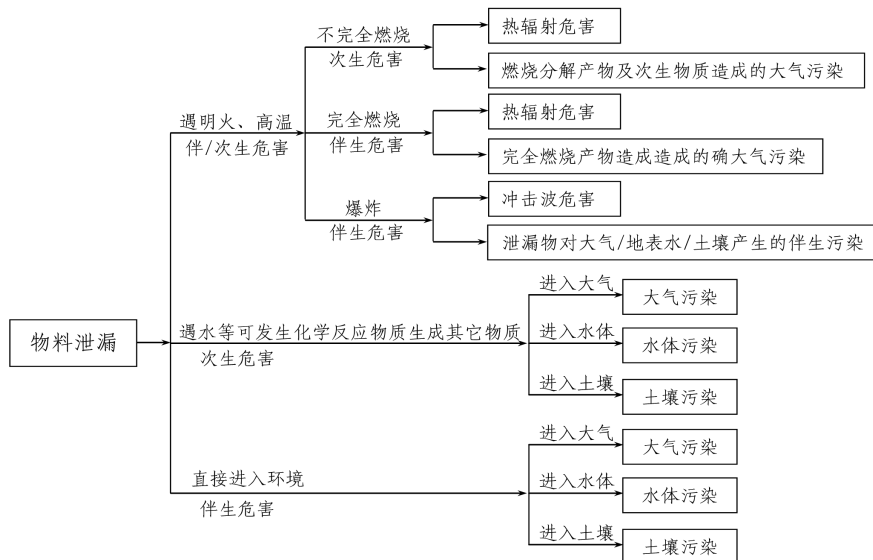 不完全燃烧
次生危害
热辐射危害
燃烧分解产物及次生物质造成的大气污染
遇明火、高温
伴/次生危害
完全燃烧
伴生危害
热辐射危害
完全燃烧产物造成造成的确大气污染
爆炸
伴生危害
冲击波危害
泄漏物对大气/地表水/土壤产生的伴生污染
物料泄漏
遇水等可发生化学反应物质生成其它物质
次生危害
进入大气
大气污染
进入水体
水体污染
进入土壤
土壤污染
直接进入环境
伴生危害
进入大气
大气污染
进入水体
水体污染
进入土壤
土壤污染